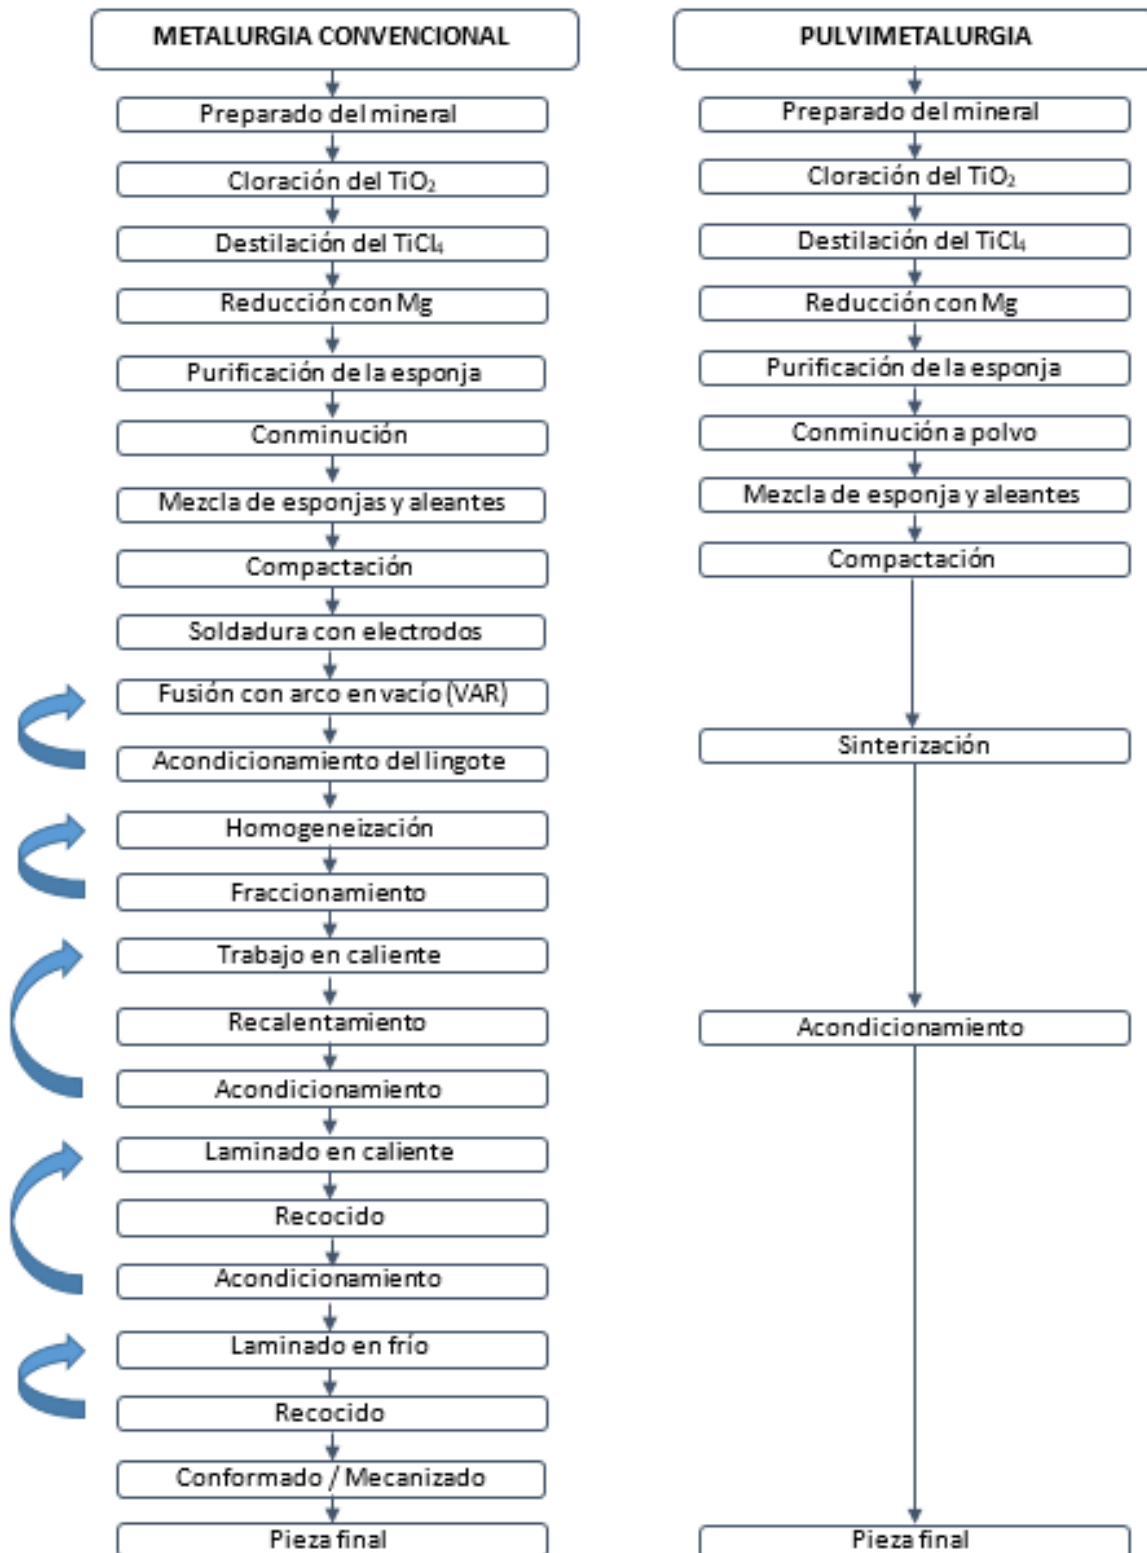 METALURGIA CONVENCIONAL
Preparado del mineral
Cloración del TiO₂
Destilación del TiCl₄
Reducción con Mg
Purificación de la esponja
Conminución
Mezcla de esponjas y aleantes
Compactación
Soldadura con electrodos
Fusión con arco en vacío (VAR)
Acondicionamiento del lingote
Homogeneización
Fraccionamiento
Trabajo en caliente
Recalentamiento
Acondicionamiento
Laminado en caliente
Recocido
Acondicionamiento
Laminado en frío
Recocido
Conformado / Mecanizado
Pieza final
PULVIMETALURGIA
Preparado del mineral
Cloración del TiO₂
Destilación del TiCl₄
Reducción con Mg
Purificación de la esponja
Conminución a polvo
Mezcla de esponja y aleantes
Compactación
Sinterización
Acondicionamiento
Pieza final